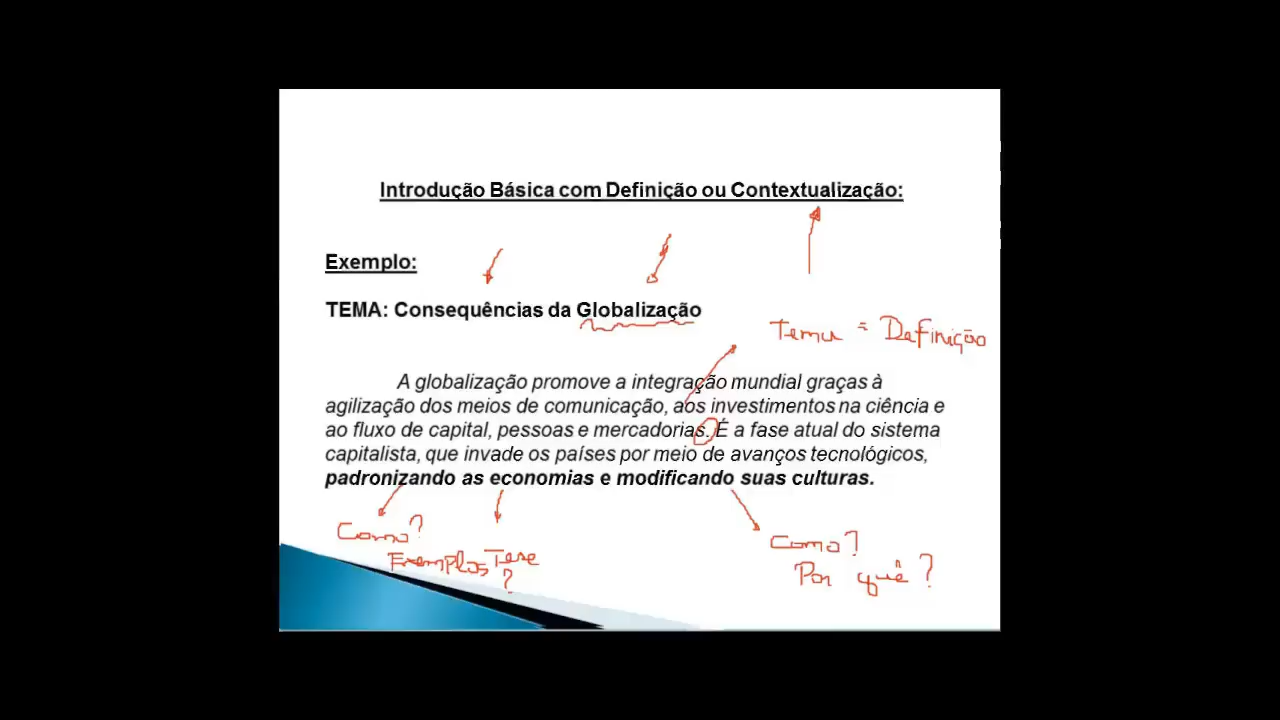 Introdução Básica com Definição ou Contextualização:
Exemplo:
TEMA: Consequências da Globalização
Tema = Definição
A globalização promove a integração mundial graças à
agilização dos meios de comunicação, aos investimentos na ciência e
ao fluxo de capital, pessoas e mercadorias. É a fase atual do sistema
capitalista, que invade os países por meio de avanços tecnológicos,
padronizando as economias e modificando suas culturas.
Como?
Exemplos
Tese
?
Como?
Por quê?